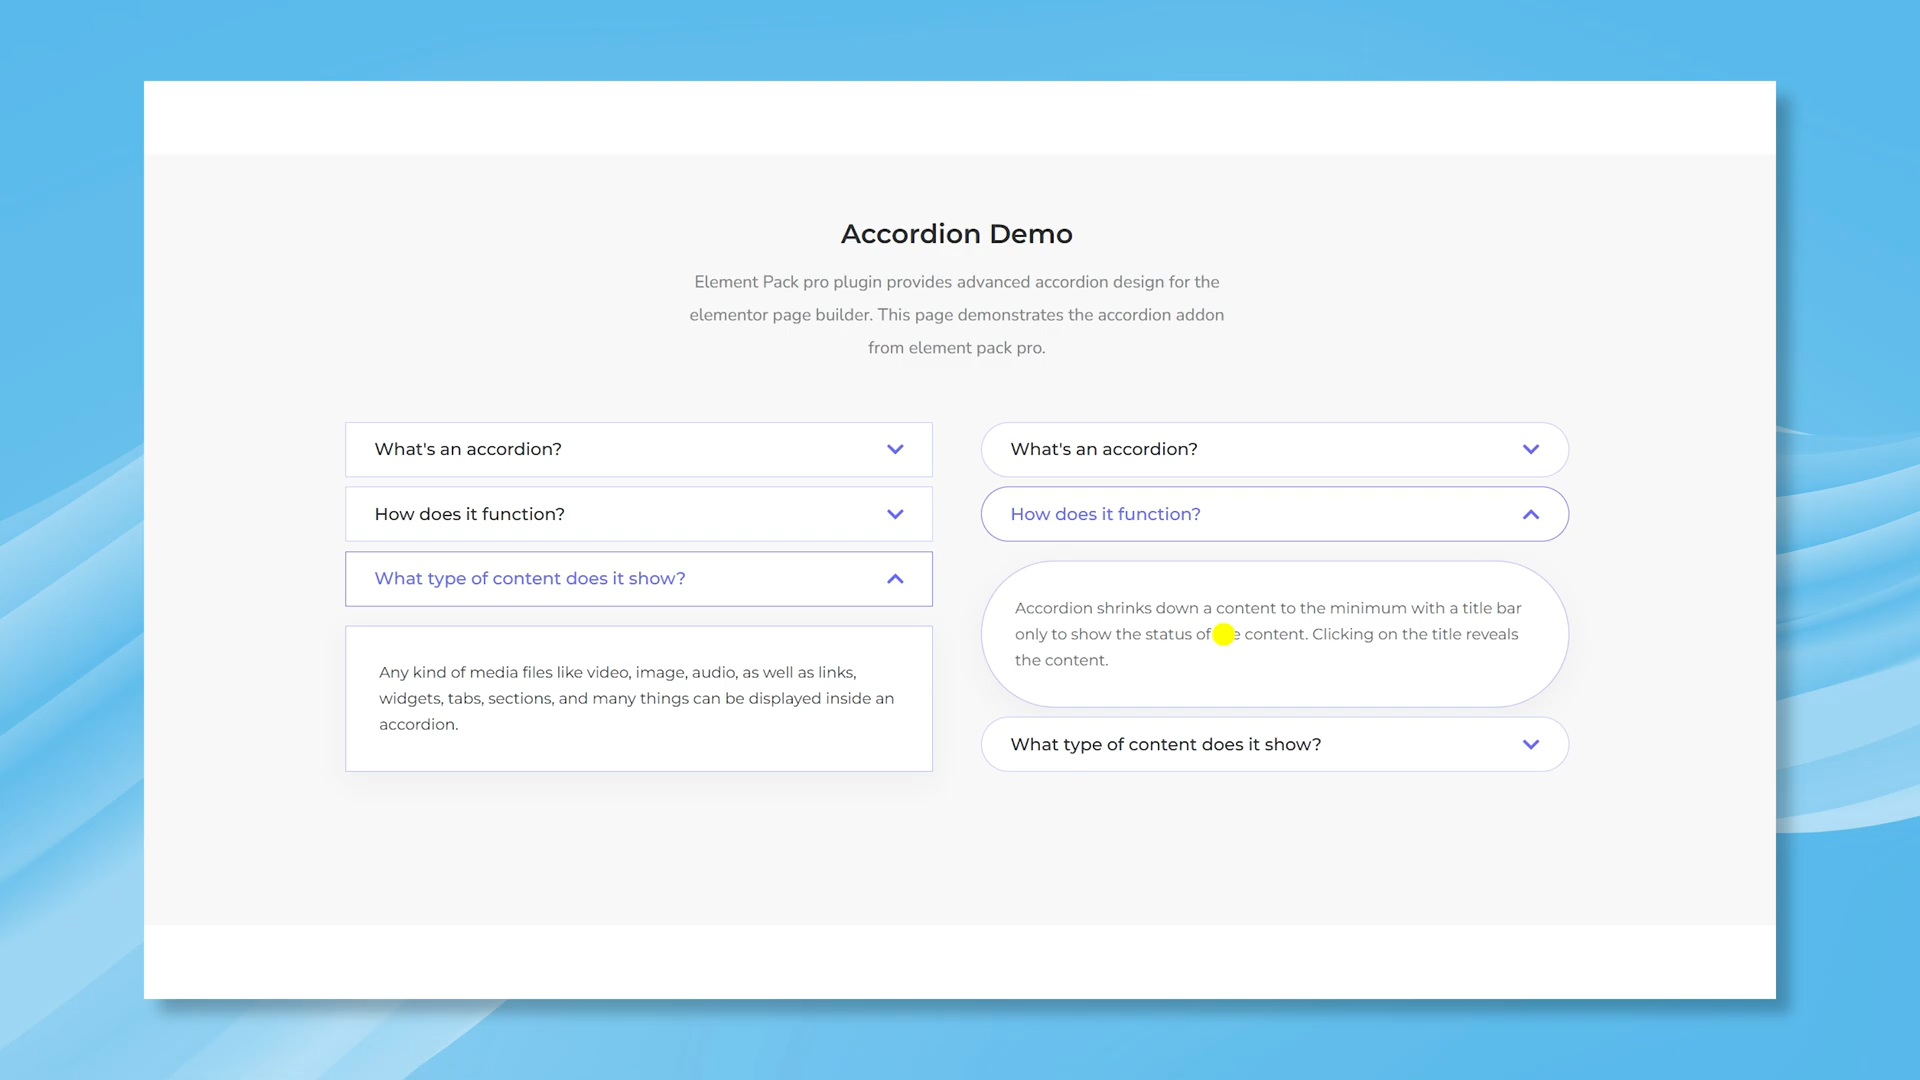 Accordion Demo
Element Pack pro plugin provides advanced accordion design for the
elementor page builder. This page demonstrates the accordion addon
from element pack pro.
What's an accordion?
How does it function?
What type of content does it show?
Any kind of media files like video, image, audio, as well as links,
widgets, tabs, sections, and many things can be displayed inside an
accordion.
What's an accordion?
How does it function?
Accordion shrinks down a content to the minimum with a title bar
only to show the status of content. Clicking on the title reveals
the content.
What type of content does it show?